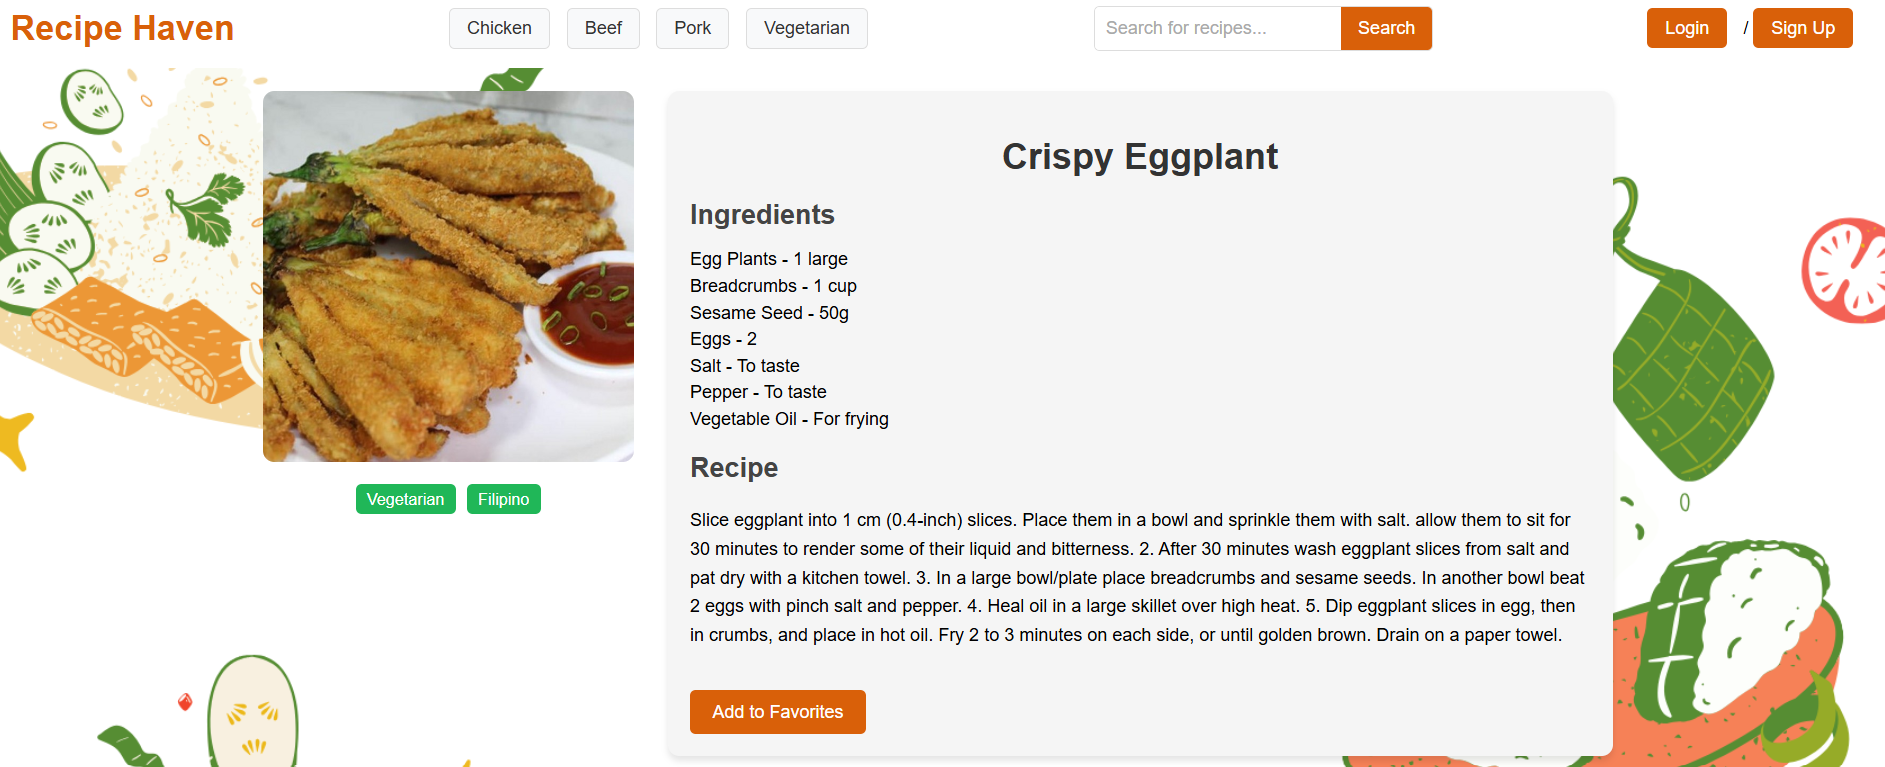 Recipe Haven
Chicken
Beef
Pork
Vegetarian
Search for recipes...
Search
Login
/
Sign Up
Vegetarian
Filipino
Crispy Eggplant
Ingredients
Egg Plants - 1 large
Breadcrumbs - 1 cup
Sesame Seed - 50g
Eggs - 2
Salt - To taste
Pepper - To taste
Vegetable Oil - For frying
Recipe
Slice eggplant into 1 cm (0.4-inch) slices. Place them in a bowl and sprinkle them with salt. allow them to sit for
30 minutes to render some of their liquid and bitterness. 2. After 30 minutes wash eggplant slices from salt and
pat dry with a kitchen towel. 3. In a large bowl/plate place breadcrumbs and sesame seeds. In another bowl beat
2 eggs with pinch salt and pepper. 4. Heal oil in a large skillet over high heat. 5. Dip eggplant slices in egg, then
in crumbs, and place in hot oil. Fry 2 to 3 minutes on each side, or until golden brown. Drain on a paper towel.
Add to Favorites